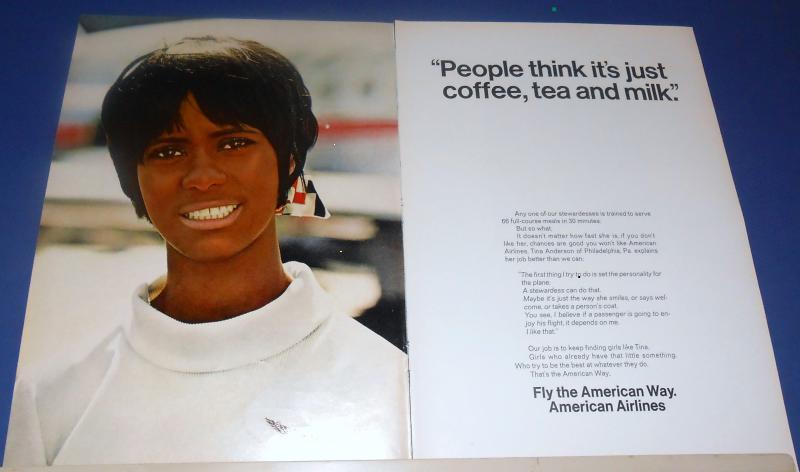 “People think it's just
coffee, tea and milk.”
Any one of our stewardesses is trained to serve
66 full-course meals in 30 minutes.
But so what.
It doesn't matter how fast she is, if you don't
like her, chances are good you won't like American
Airlines. Tina Anderson of Philadelphia, Pa. explains
her job better than we can:
“The first thing I try to do is set the personality for
the plane.
A stewardess can do that.
Maybe it's just the way she smiles, or says wel-
come, or takes a person's coat.
You see, I believe if a passenger is going to en-
joy his flight, it depends on me.
I like that.”
Our job is to keep finding girls like Tina.
Girls who already have that little something.
Who try to be the best at whatever they do.
That's the American Way.
Fly the American Way.
American Airlines